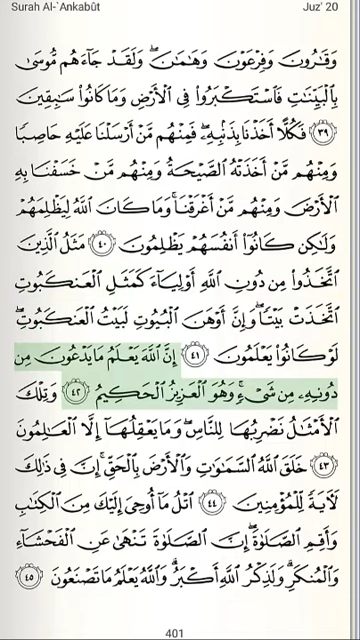 Surah Al-`Ankabût Juz' 20
وَقَٰرُونَ وَفِرْعَوْنَ وَهَٰمَٰنَ ۖ وَلَقَدْ جَآءَهُم مُّوسَىٰ
بِٱلْبَيِّنَٰتِ فَٱسْتَكْبَرُوا۟ فِى ٱلْأَرْضِ وَمَا كَانُوا۟ سَٰبِقِينَ
٣٩ فَكُلًّا أَخَذْنَا بِذَنۢبِهِۦ ۖ فَمِنْهُم مَّنْ أَرْسَلْنَا عَلَيْهِ حَاصِبًا
وَمِنْهُم مَّنْ أَخَذَتْهُ ٱلصَّيْحَةُ وَمِنْهُم مَّنْ خَسَفْنَا بِهِ
ٱلْأَرْضَ وَمِنْهُم مَّنْ أَغْرَقْنَا ۚ وَمَا كَانَ ٱللَّهُ لِيَظْلِمَهُمْ
وَلَٰكِن كَانُوٓا۟ أَنفُسَهُمْ يَظْلِمُونَ ٤٠ مَثَلُ ٱلَّذِينَ
ٱتَّخَذُوا۟ مِن دُونِ ٱللَّهِ أَوْلِيَآءَ كَمَثَلِ ٱلْعَنكَبُوتِ
ٱتَّخَذَتْ بَيْتًا ۖ وَإِنَّ أَوْهَنَ ٱلْبُيُوتِ لَبَيْتُ ٱلْعَنكَبُوتِ ۖ
لَوْ كَانُوا۟ يَعْلَمُونَ ٤١ إِنَّ ٱللَّهَ يَعْلَمُ مَا يَدْعُونَ مِن
دُونِهِۦ مِن شَىْءٍ ۚ وَهُوَ ٱلْعَزِيزُ ٱلْحَكِيمُ ٤٢ وَتِلْكَ
ٱلْأَمْثَٰلُ نَضْرِبُهَا لِلنَّاسِ ۖ وَمَا يَعْقِلُهَآ إِلَّا ٱلْعَٰلِمُونَ
٤٣ خَلَقَ ٱللَّهُ ٱلسَّمَٰوَٰتِ وَٱلْأَرْضَ بِٱلْحَقِّ ۚ إِنَّ فِى ذَٰلِكَ
لَءَايَةً لِّلْمُؤْمِنِينَ ٤٤ ٱتْلُ مَآ أُوحِىَ إِلَيْكَ مِنَ ٱلْكِتَٰبِ
وَأَقِمِ ٱلصَّلَوٰةَ ۖ إِنَّ ٱلصَّلَوٰةَ تَنْهَىٰ عَنِ ٱلْفَحْشَآءِ
وَٱلْمُنكَرِ ۗ وَلَذِكْرُ ٱللَّهِ أَكْبَرُ ۗ وَٱللَّهُ يَعْلَمُ مَا تَصْنَعُونَ ٤٥
401